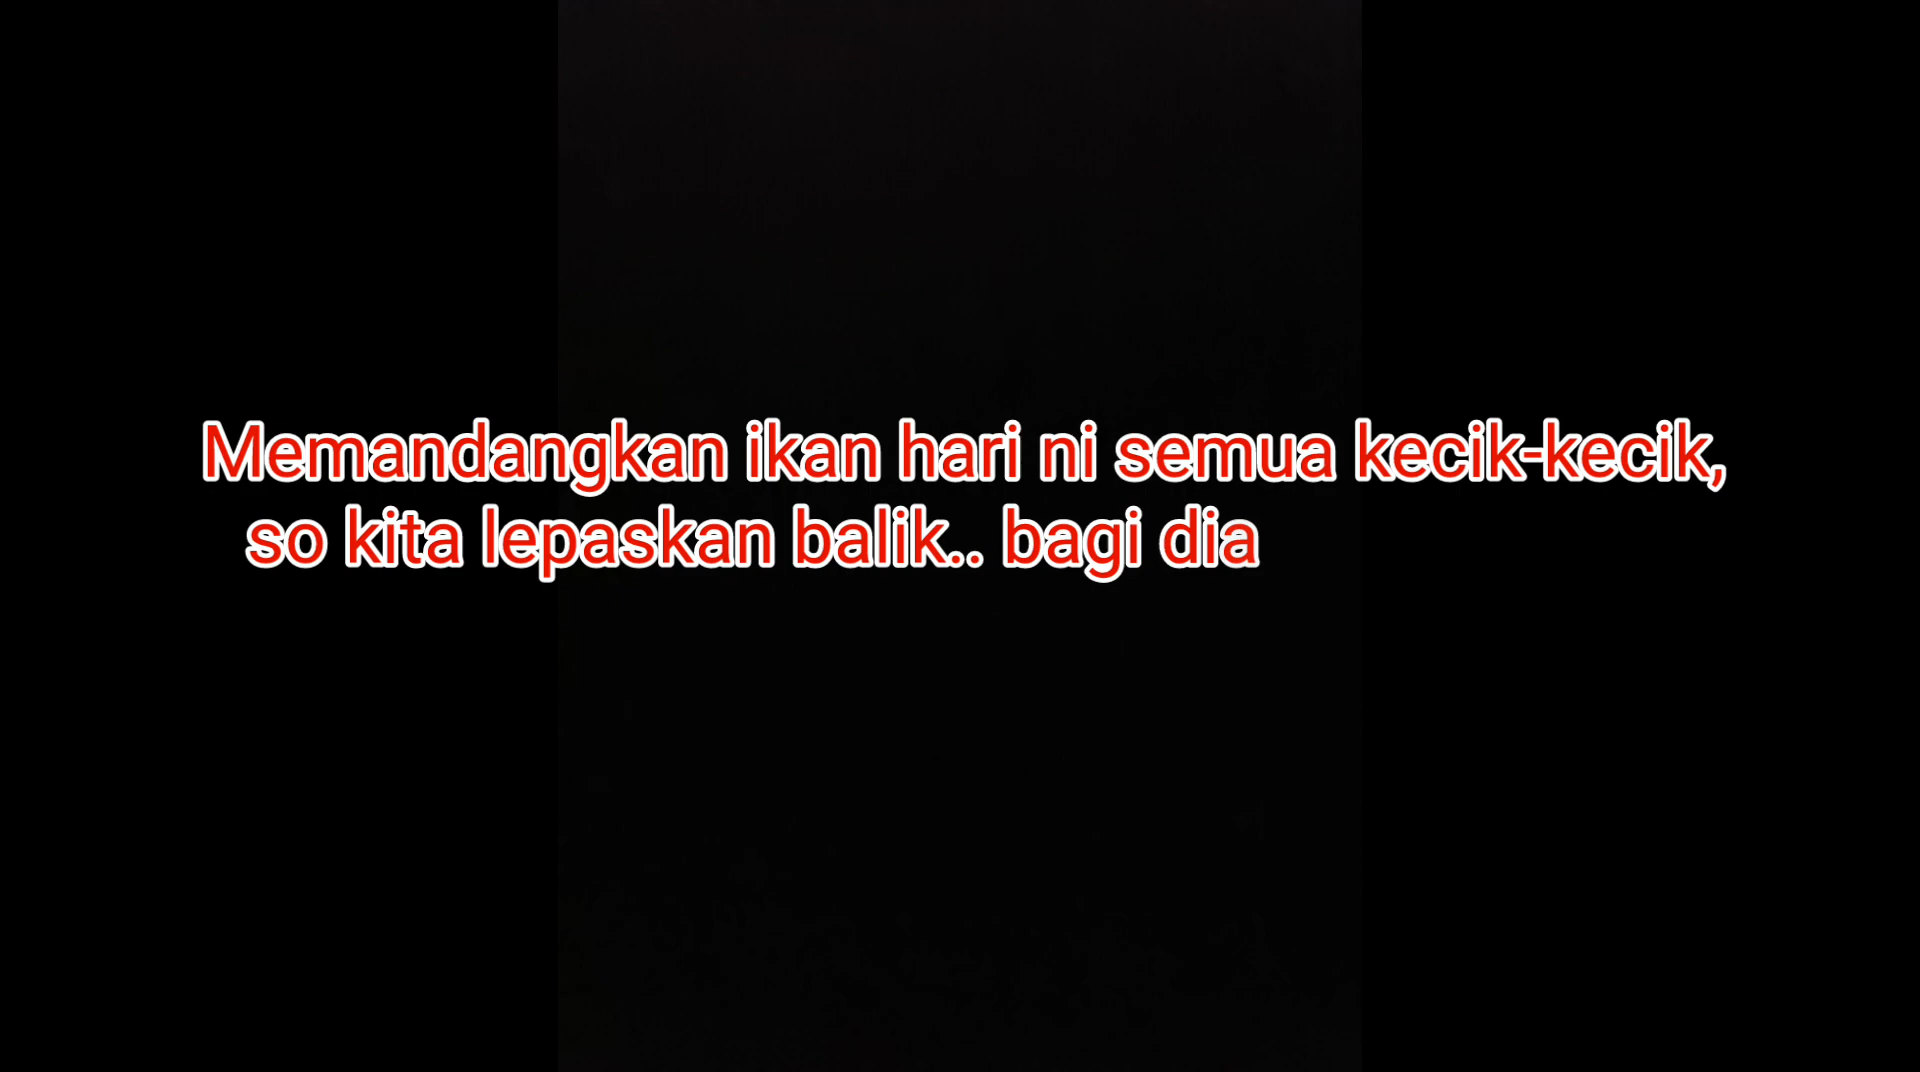 Memandangkan ikan hari ni semua kecik-kecik,
so kita lepaskan balik.. bagi dia